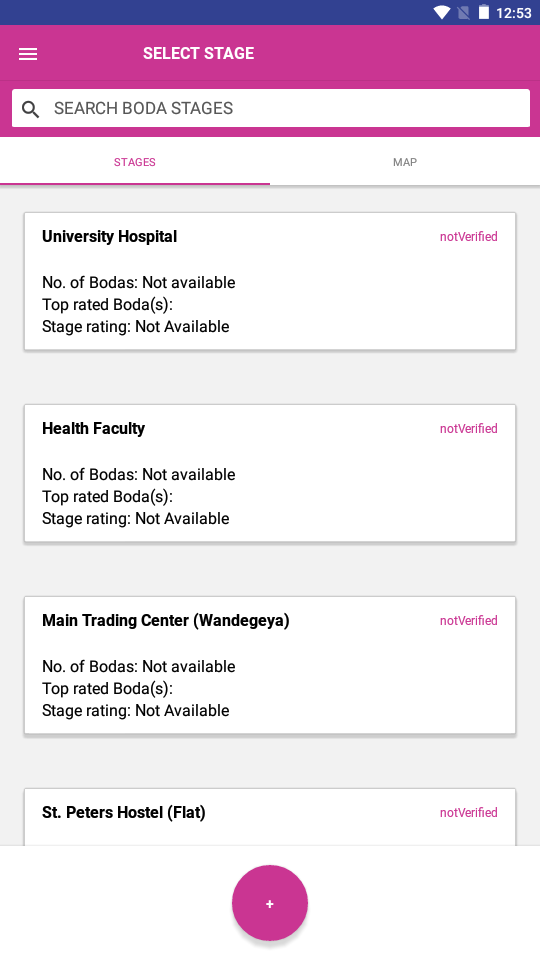 12:53
SELECT STAGE
SEARCH BODA STAGES
STAGES
MAP
University Hospital
notVerified
No. of Bodas: Not available
Top rated Boda(s):
Stage rating: Not Available
Health Faculty
notVerified
No. of Bodas: Not available
Top rated Boda(s):
Stage rating: Not Available
Main Trading Center (Wandegeya)
notVerified
No. of Bodas: Not available
Top rated Boda(s):
Stage rating: Not Available
St. Peters Hostel (Flat)
notVerified
+